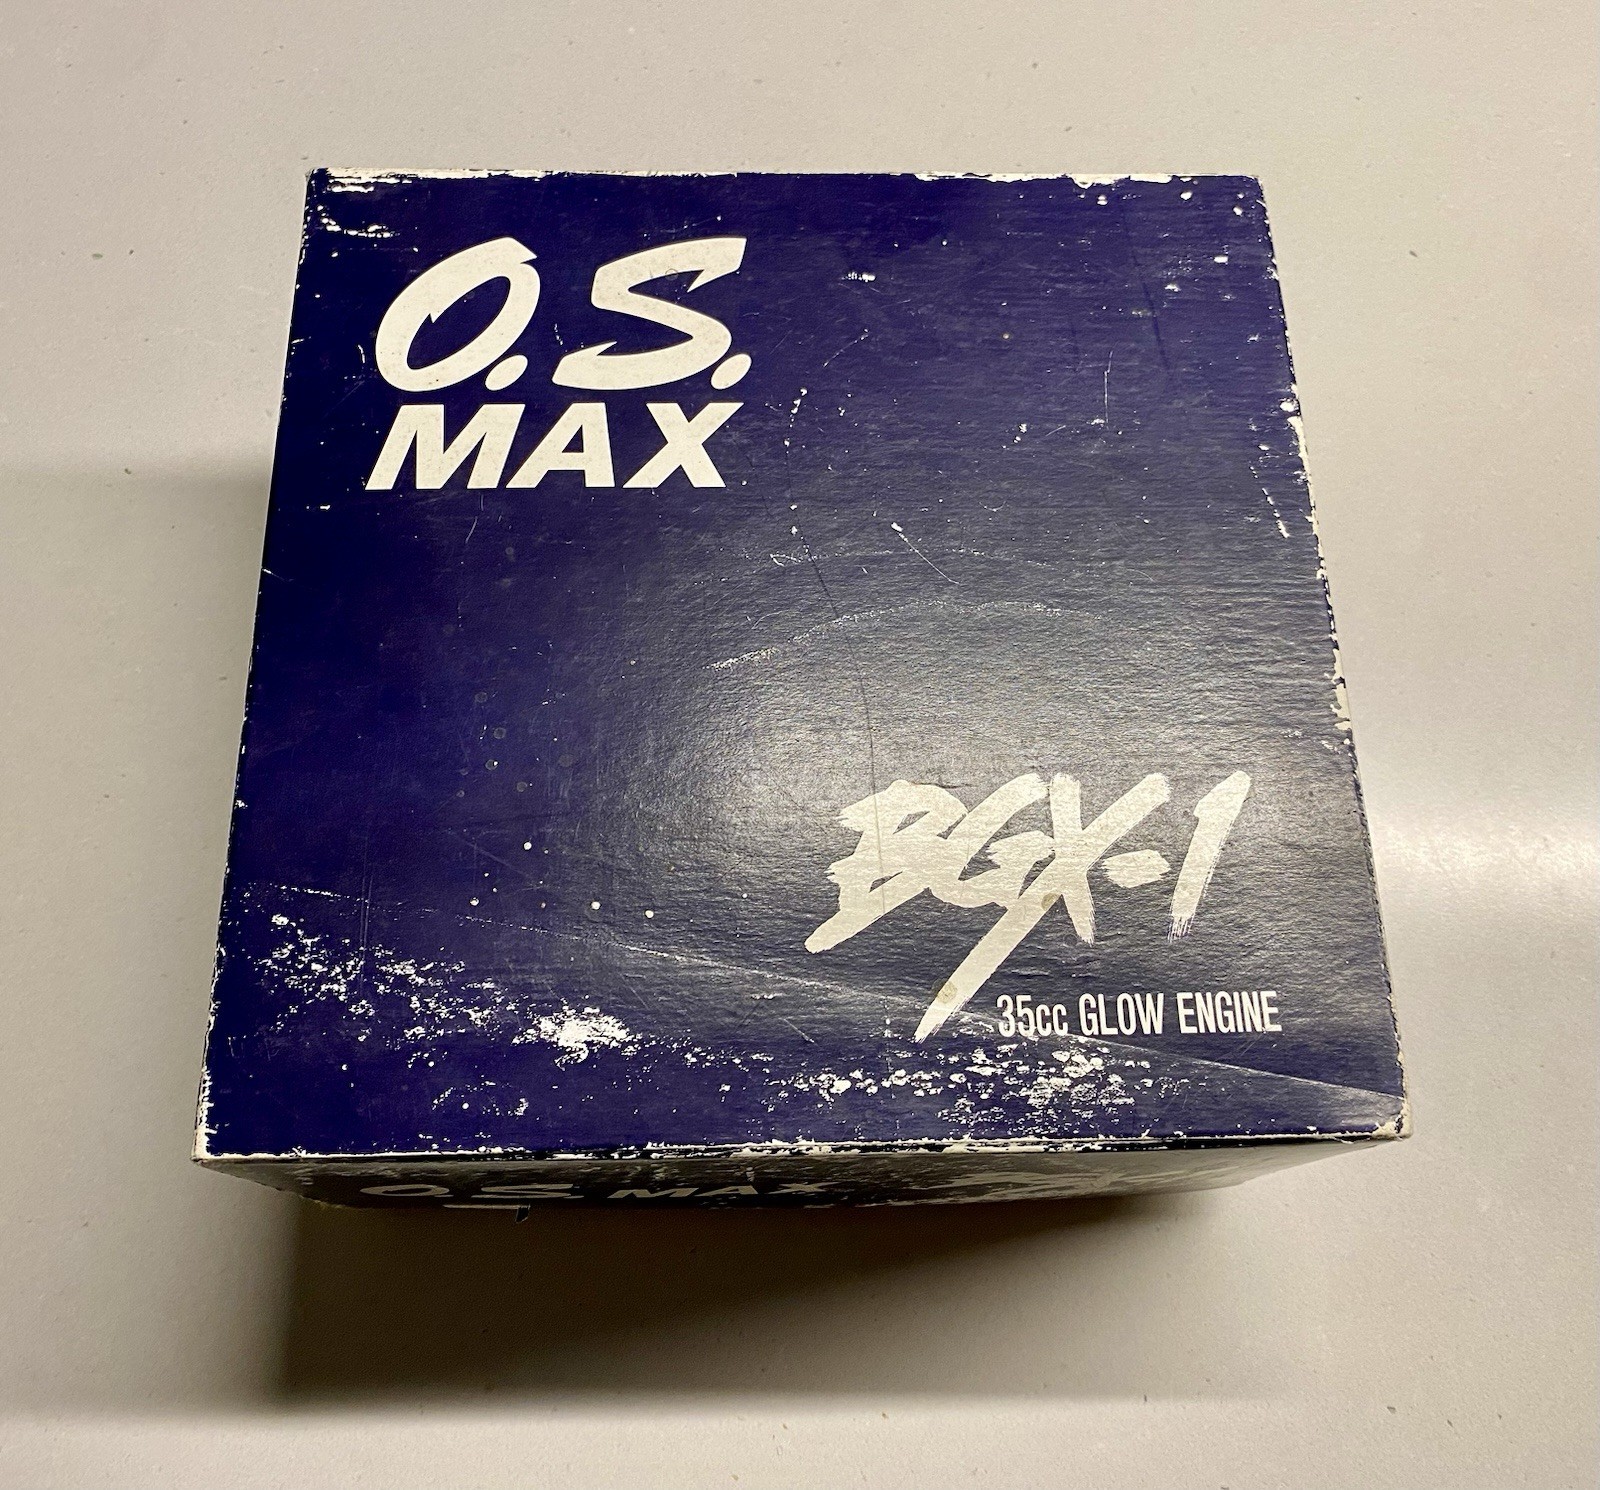 O.S.
MAX
BGX-1
35cc GLOW ENGINE
O.S. MAX